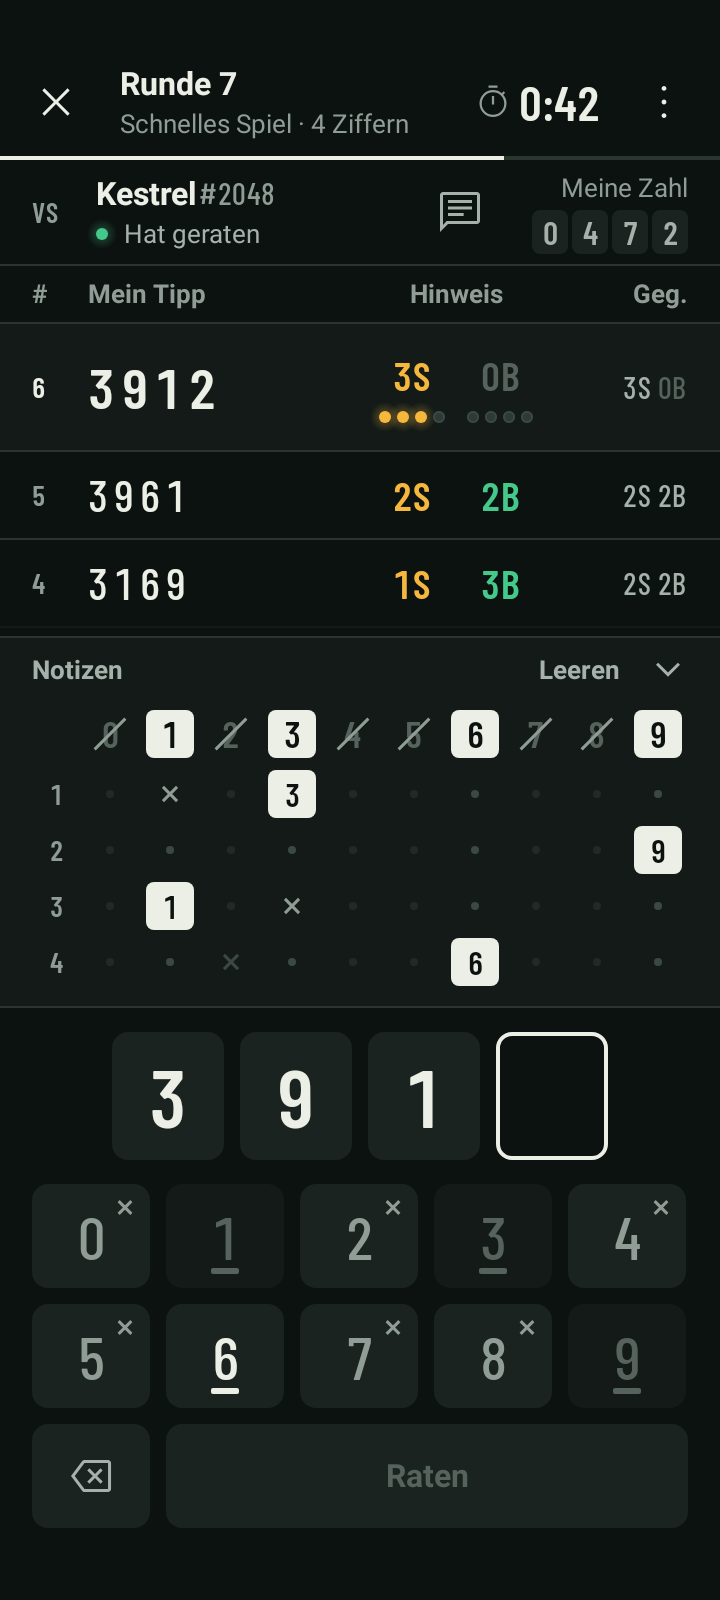 Runde 7
Schnelles Spiel · 4 Ziffern
0:42
VS
Kestrel #2048
Hat geraten
Meine Zahl
0 4 7 2
# Mein Tipp Hinweis Geg.
6 3912 3S 0B 3S 0B
5 3961 2S 2B 2S 2B
4 3169 1S 3B 2S 2B
Notizen Leeren
0 1 2 3 4 5 6 7 8 9
1 × 3
2 9
3 1 ×
4 × 6
3 9 1
0 × 1 2 × 3 4 ×
5 × 6 7 × 8 × 9
Raten